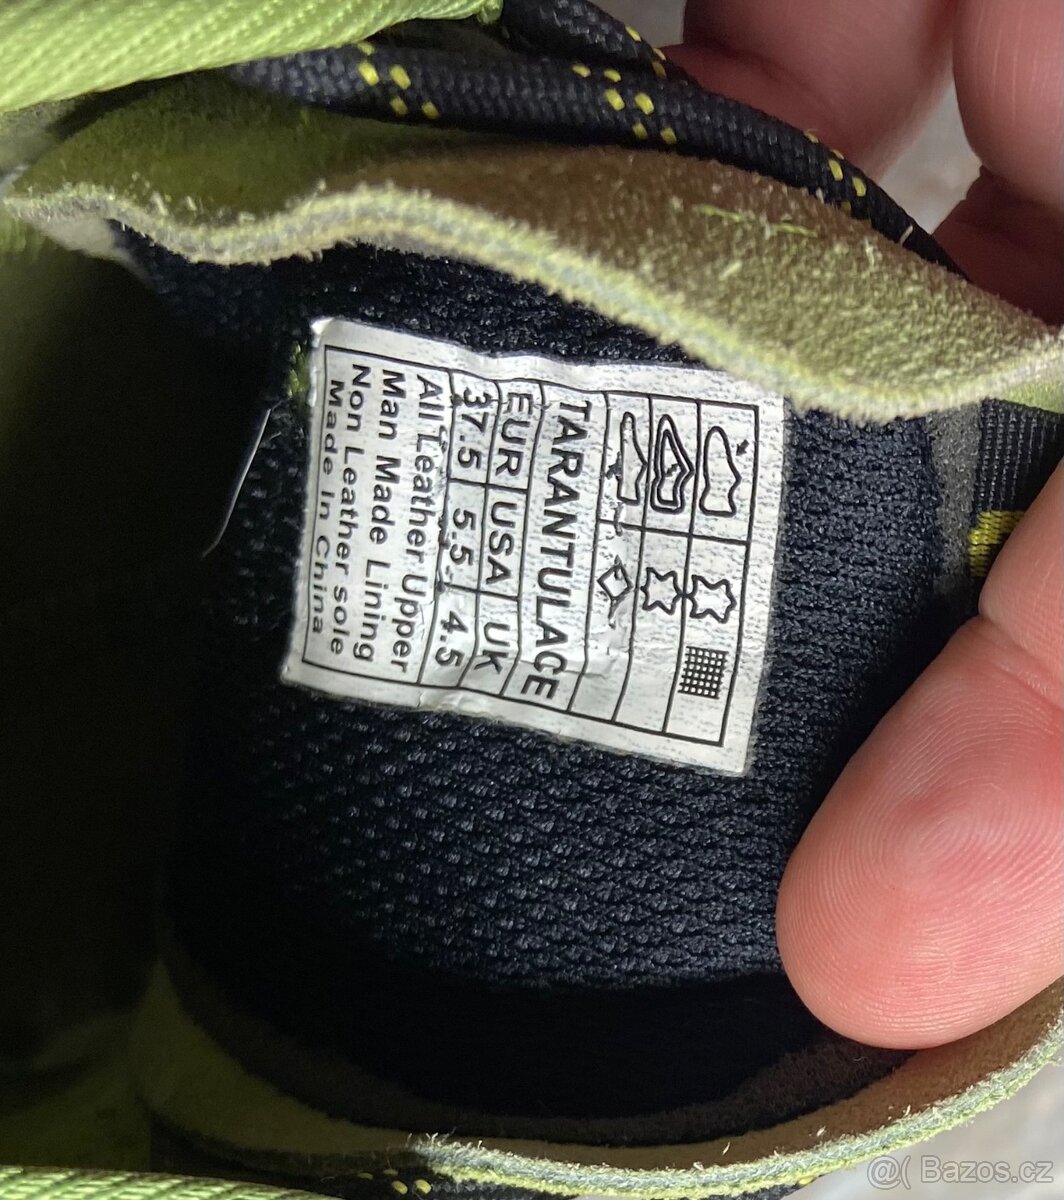 TARANTULACE
EUR USA UK
37.5 5.5 4.5
All Leather Upper
Man Made Lining
Non Leather sole
Made In China
@( Bazos.cz